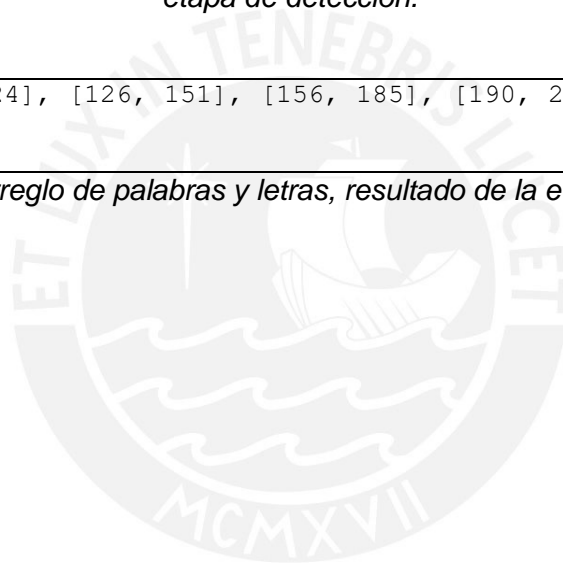 etapa de detección.
24], [126, 151], [156, 185], [190, 2
rreglo de palabras y letras, resultado de la e
ET LUX IN TENEBRIS LUCET
MCMXVII